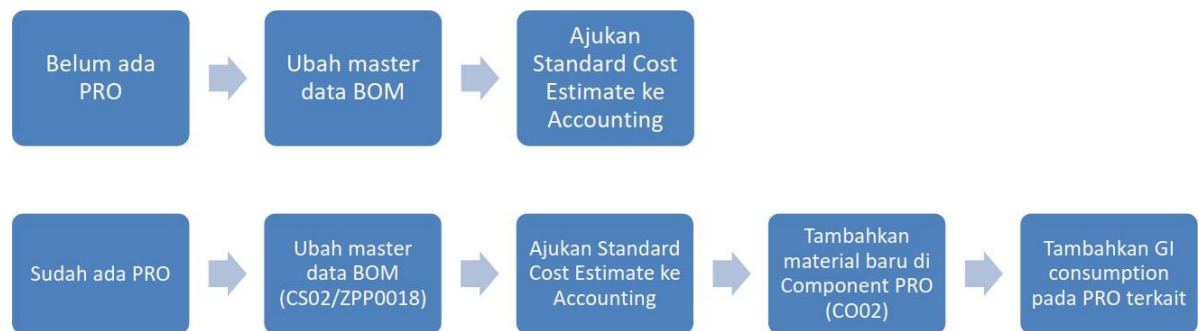 Belum ada
PRO
Ubah master
data BOM
Ajukan
Standard Cost
Estimate ke
Accounting
Sudah ada PRO
Ubah master
data BOM
(CS02/ZPP0018)
Ajukan Standard
Cost Estimate ke
Accounting
Tambahkan
material baru di
Component PRO
(CO02)
Tambahkan GI
consumption
pada PRO terkait